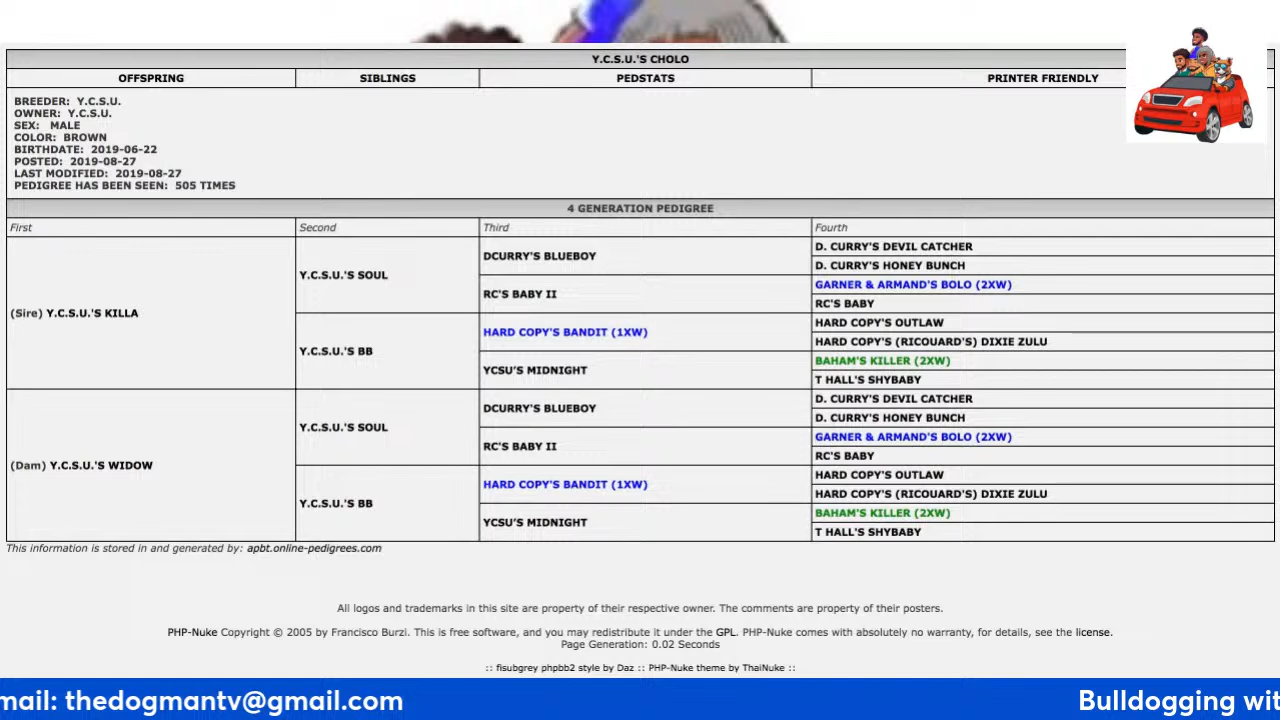 Y.C.S.U.'S CHOLO
OFFSPRING SIBLINGS PEDSTATS PRINTER FRIENDLY
BREEDER: Y.C.S.U.
OWNER: Y.C.S.U.
SEX: MALE
COLOR: BROWN
BIRTHDATE: 2019-06-22
POSTED: 2019-08-27
LAST MODIFIED: 2019-08-27
PEDIGREE HAS BEEN SEEN: 505 TIMES
4 GENERATION PEDIGREE
First Second Third Fourth
(Sire) Y.C.S.U.'S KILLA
Y.C.S.U.'S SOUL
DCURRY'S BLUEBOY
D. CURRY'S DEVIL CATCHER
D. CURRY'S HONEY BUNCH
RC'S BABY II
GARNER & ARMAND'S BOLO (2XW)
RC'S BABY
Y.C.S.U.'S BB
HARD COPY'S BANDIT (1XW)
HARD COPY'S OUTLAW
HARD COPY'S (RICOUARD'S) DIXIE ZULU
YCSU'S MIDNIGHT
BAHAM'S KILLER (2XW)
T HALL'S SHYBABY
(Dam) Y.C.S.U.'S WIDOW
Y.C.S.U.'S SOUL
DCURRY'S BLUEBOY
D. CURRY'S DEVIL CATCHER
D. CURRY'S HONEY BUNCH
RC'S BABY II
GARNER & ARMAND'S BOLO (2XW)
RC'S BABY
Y.C.S.U.'S BB
HARD COPY'S BANDIT (1XW)
HARD COPY'S OUTLAW
HARD COPY'S (RICOUARD'S) DIXIE ZULU
YCSU'S MIDNIGHT
BAHAM'S KILLER (2XW)
T HALL'S SHYBABY
This information is stored in and generated by: apbt.online-pedigrees.com
All logos and trademarks in this site are property of their respective owner. The comments are property of their posters.
PHP-Nuke Copyright © 2005 by Francisco Burzi. This is free software, and you may redistribute it under the GPL. PHP-Nuke comes with absolutely no warranty, for details, see the license.
Page Generation: 0.02 Seconds
:: fisubgrey phpbb2 style by Daz :: PHP-Nuke theme by ThaiNuke ::
mail: thedogmantv@gmail.com Bulldogging wit